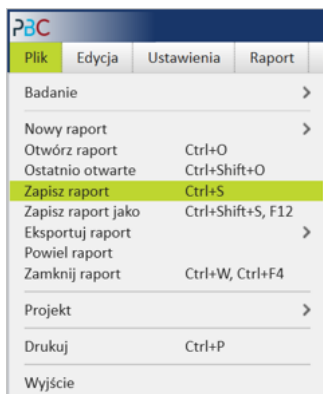 PBC
Plik Edycja Ustawienia Raport
Badanie >
Nowy raport >
Otwórz raport Ctrl+O
Ostatnio otwarte Ctrl+Shift+O
Zapisz raport Ctrl+S
Zapisz raport jako Ctrl+Shift+S, F12
Eksportuj raport >
Powiel raport
Zamknij raport Ctrl+W, Ctrl+F4
Projekt >
Drukuj Ctrl+P
Wyjście